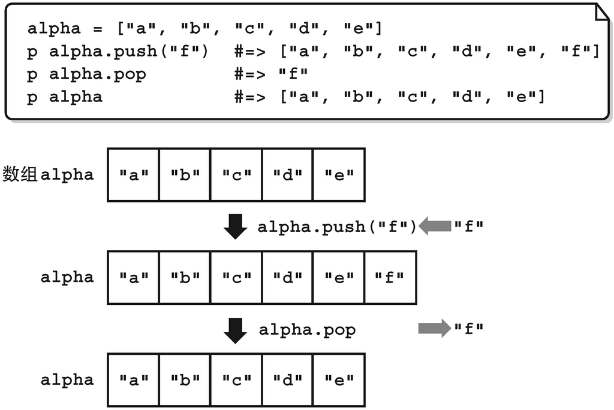 alpha = ["a", "b", "c", "d", "e"]
p alpha.push("f")  #=> ["a", "b", "c", "d", "e", "f"]
p alpha.pop        #=> "f"
p alpha            #=> ["a", "b", "c", "d", "e"]
数组alpha "a" "b" "c" "d" "e"
alpha.push("f") "f"
alpha "a" "b" "c" "d" "e" "f"
alpha.pop "f"
alpha "a" "b" "c" "d" "e"